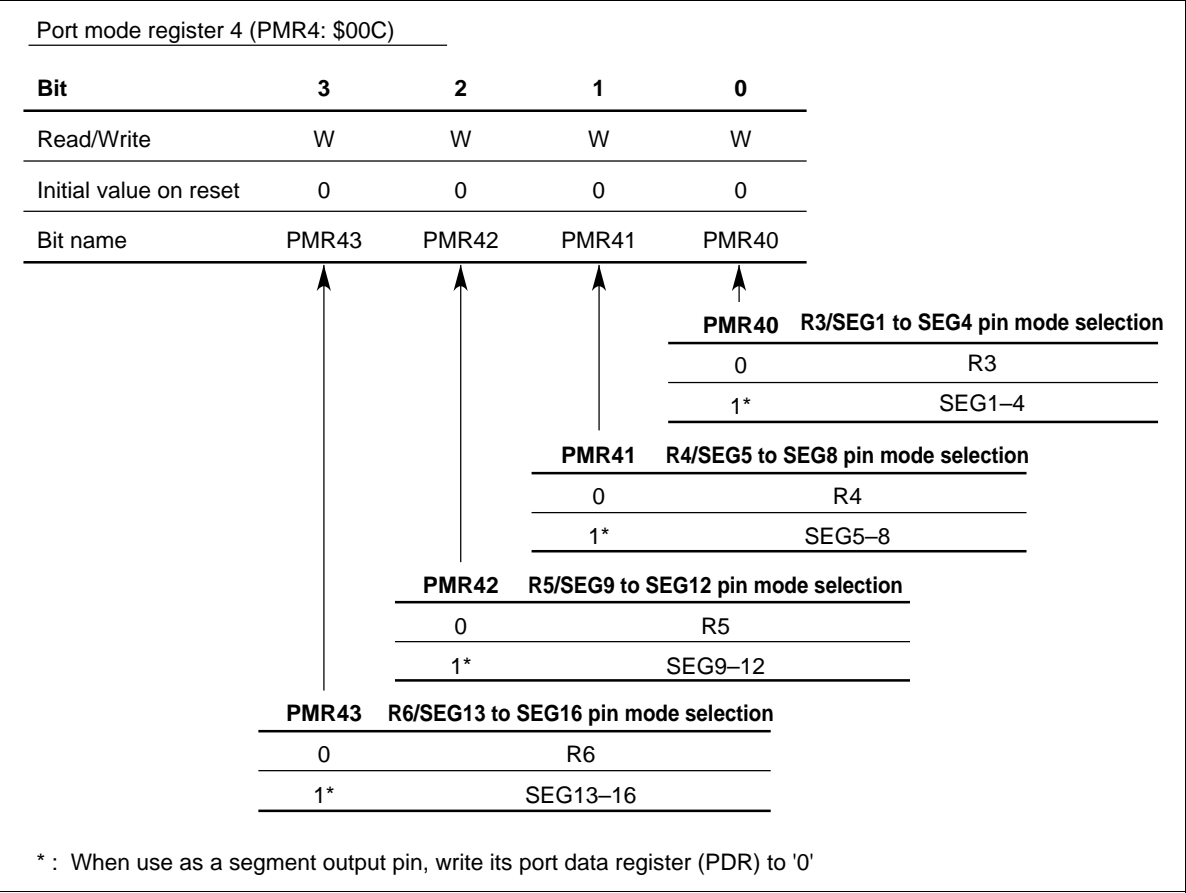 Port mode register 4 (PMR4: $00C)
Bit 3 2 1 0
Read/Write W W W W
Initial value on reset 0 0 0 0
Bit name PMR43 PMR42 PMR41 PMR40
PMR40 R3/SEG1 to SEG4 pin mode selection
0 R3
1* SEG1–4
PMR41 R4/SEG5 to SEG8 pin mode selection
0 R4
1* SEG5–8
PMR42 R5/SEG9 to SEG12 pin mode selection
0 R5
1* SEG9–12
PMR43 R6/SEG13 to SEG16 pin mode selection
0 R6
1* SEG13–16
* : When use as a segment output pin, write its port data register (PDR) to '0'